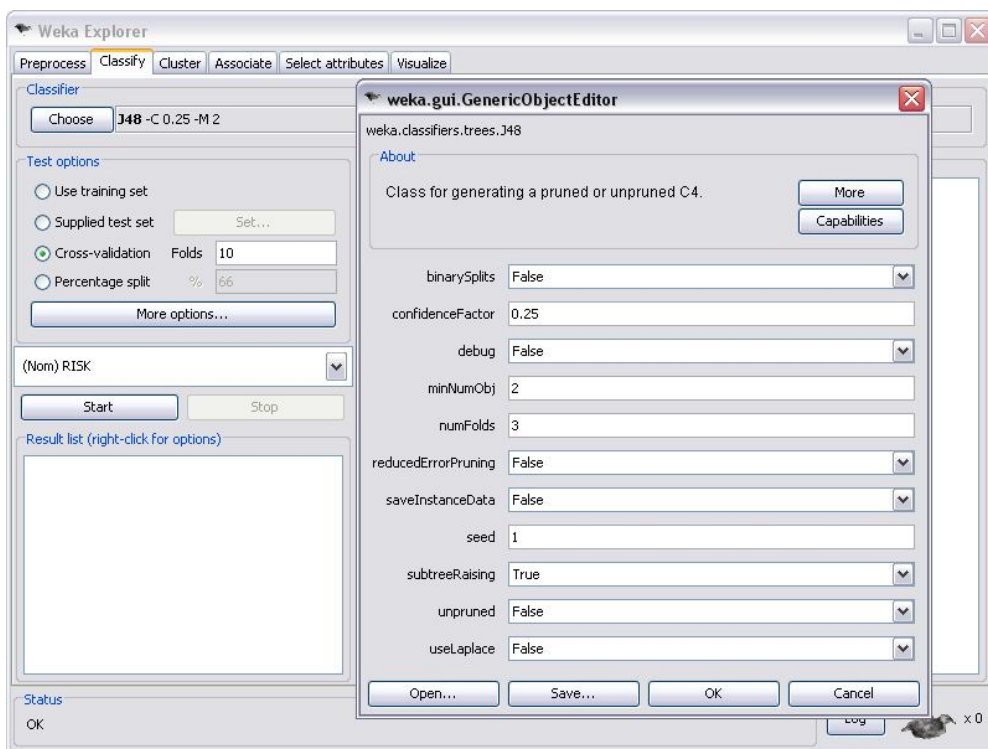 Weka Explorer
Preprocess Classify Cluster Associate Select attributes Visualize
Classifier
Choose J48 -C 0.25 -M 2
Test options
Use training set
Supplied test set Set...
Cross-validation Folds 10
Percentage split % 66
More options...
(Nom) RISK
Start Stop
Result list (right-click for options)
Status
OK
Log x 0
weka.gui.GenericObjectEditor
weka.classifiers.trees.J48
About
Class for generating a pruned or unpruned C4.
More
Capabilities
binarySplits False
confidenceFactor 0.25
debug False
minNumObj 2
numFolds 3
reducedErrorPruning False
saveInstanceData False
seed 1
subtreeRaising True
unpruned False
useLaplace False
Open... Save... OK Cancel